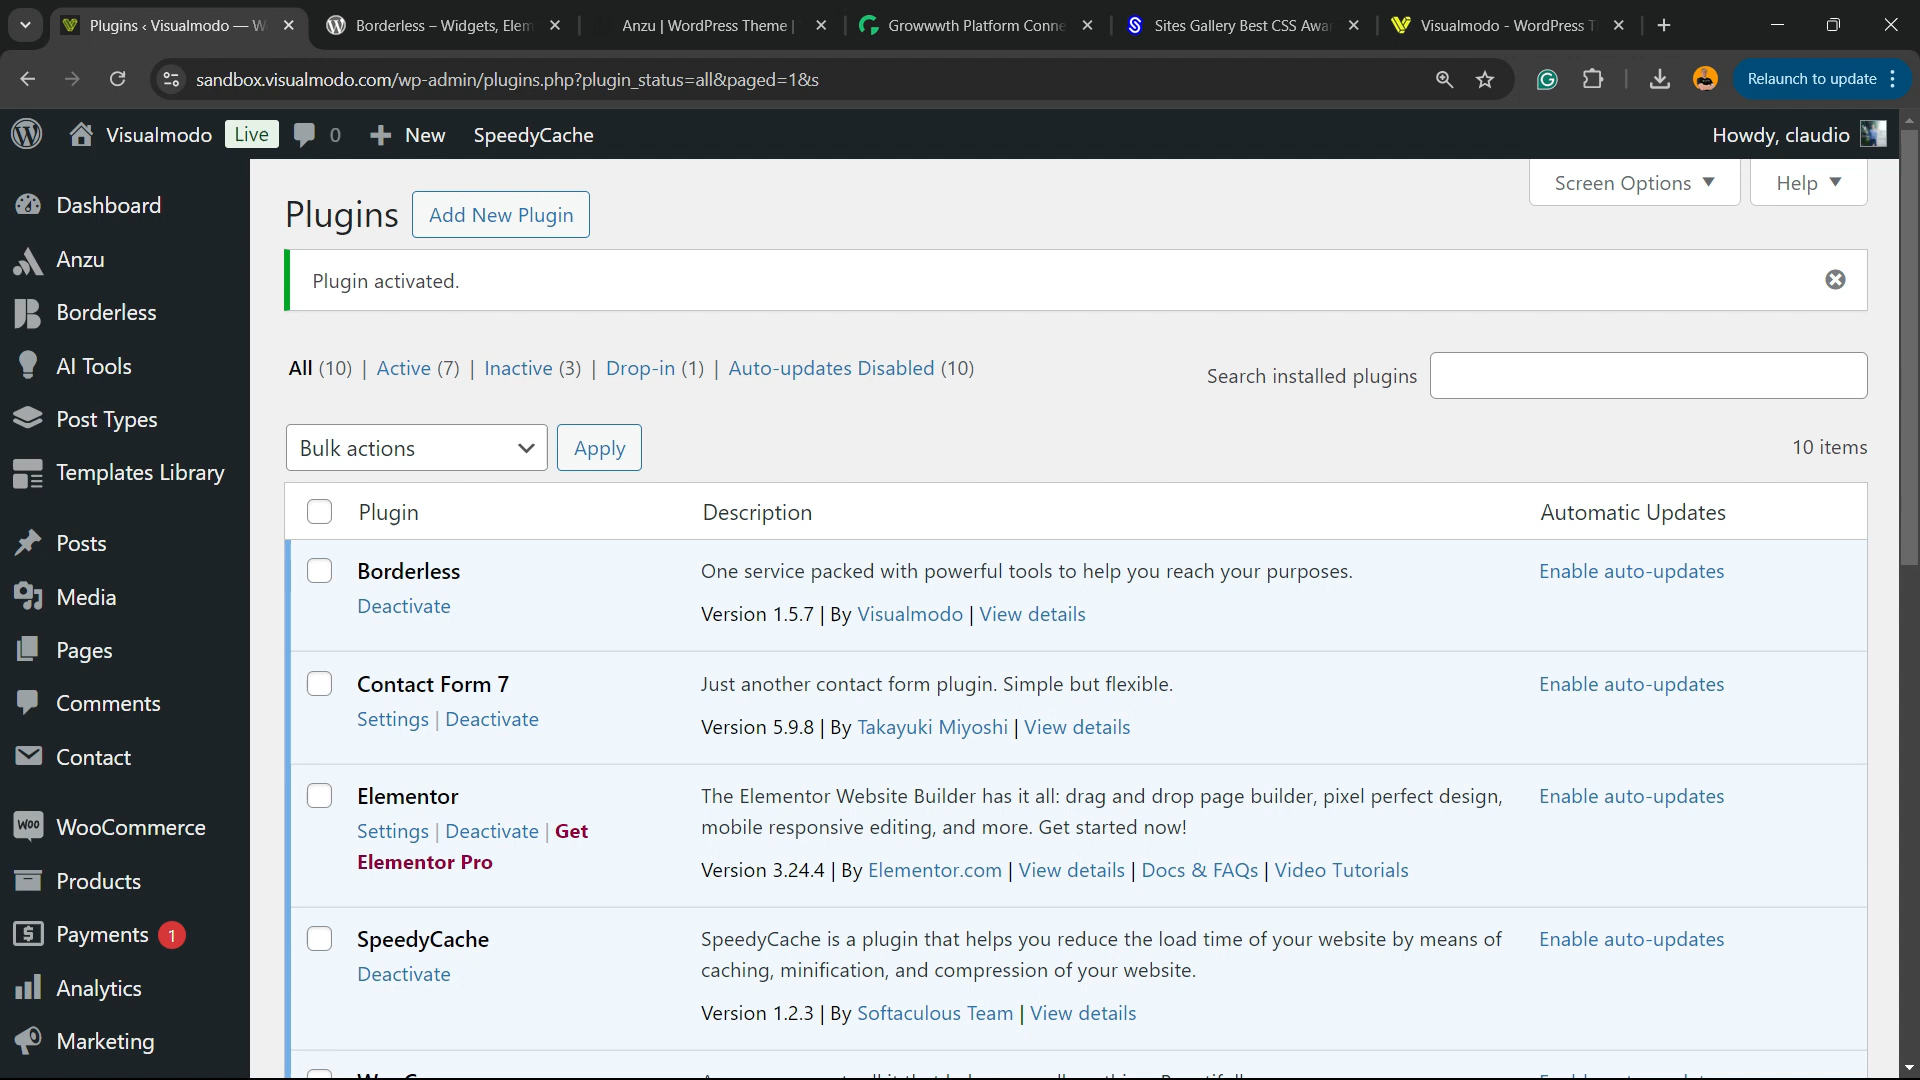 Plugins ‹ Visualmodo — W
Borderless – Widgets, Elem
Anzu | WordPress Theme |
Growwwth Platform Conne
Sites Gallery Best CSS Awa
Visualmodo - WordPress T
sandbox.visualmodo.com/wp-admin/plugins.php?plugin_status=all&paged=1&s
Relaunch to update
Visualmodo Live 0 New SpeedyCache
Howdy, claudio
Dashboard
Anzu
Borderless
AI Tools
Post Types
Templates Library
Posts
Media
Pages
Comments
Contact
Woo WooCommerce
Products
Payments 1
Analytics
Marketing
Screen Options
Help
Plugins Add New Plugin
Plugin activated.
All (10) | Active (7) | Inactive (3) | Drop-in (1) | Auto-updates Disabled (10)
Search installed plugins
Bulk actions Apply
10 items
Plugin Description Automatic Updates
Borderless
Deactivate
One service packed with powerful tools to help you reach your purposes.
Version 1.5.7 | By Visualmodo | View details
Enable auto-updates
Contact Form 7
Settings | Deactivate
Just another contact form plugin. Simple but flexible.
Version 5.9.8 | By Takayuki Miyoshi | View details
Enable auto-updates
Elementor
Settings | Deactivate | Get
Elementor Pro
The Elementor Website Builder has it all: drag and drop page builder, pixel perfect design,
mobile responsive editing, and more. Get started now!
Version 3.24.4 | By Elementor.com | View details | Docs & FAQs | Video Tutorials
Enable auto-updates
SpeedyCache
Deactivate
SpeedyCache is a plugin that helps you reduce the load time of your website by means of
caching, minification, and compression of your website.
Version 1.2.3 | By Softaculous Team | View details
Enable auto-updates